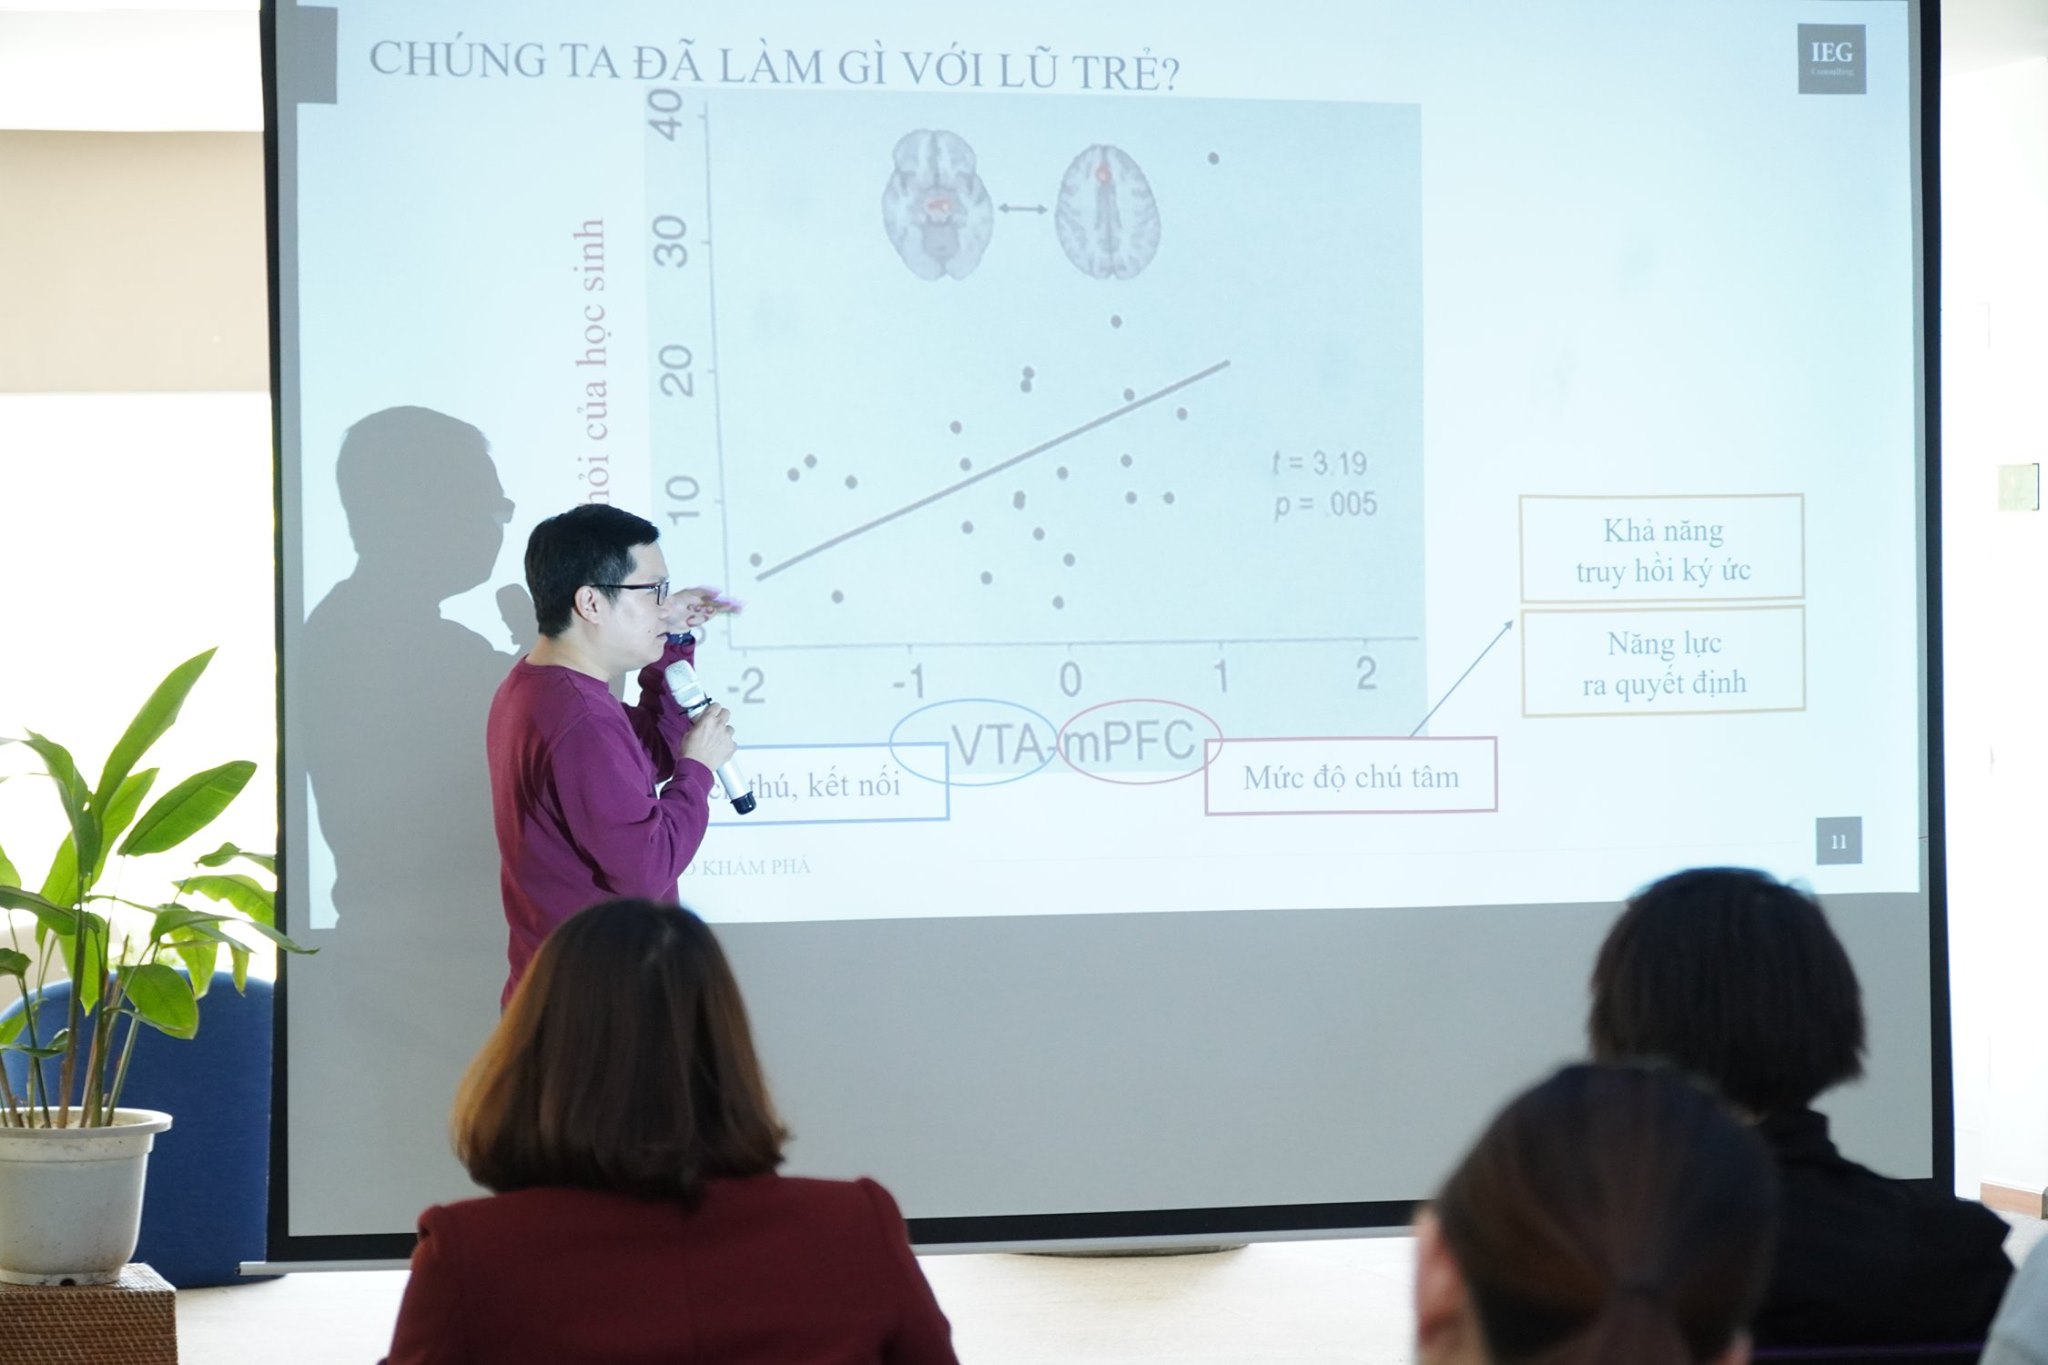 CHÚNG TA ĐÃ LÀM GÌ VỚI LŨ TRẺ?
IEG
Consulting
của học sinh
40
30
20
10
t = 3.19
p = .005
-2
-1
0
1
2
VTA-mPFC
thú, kết nối
Mức độ chú tâm
Khả năng
truy hồi ký ức
Năng lực
ra quyết định
KHÁM PHÁ
11